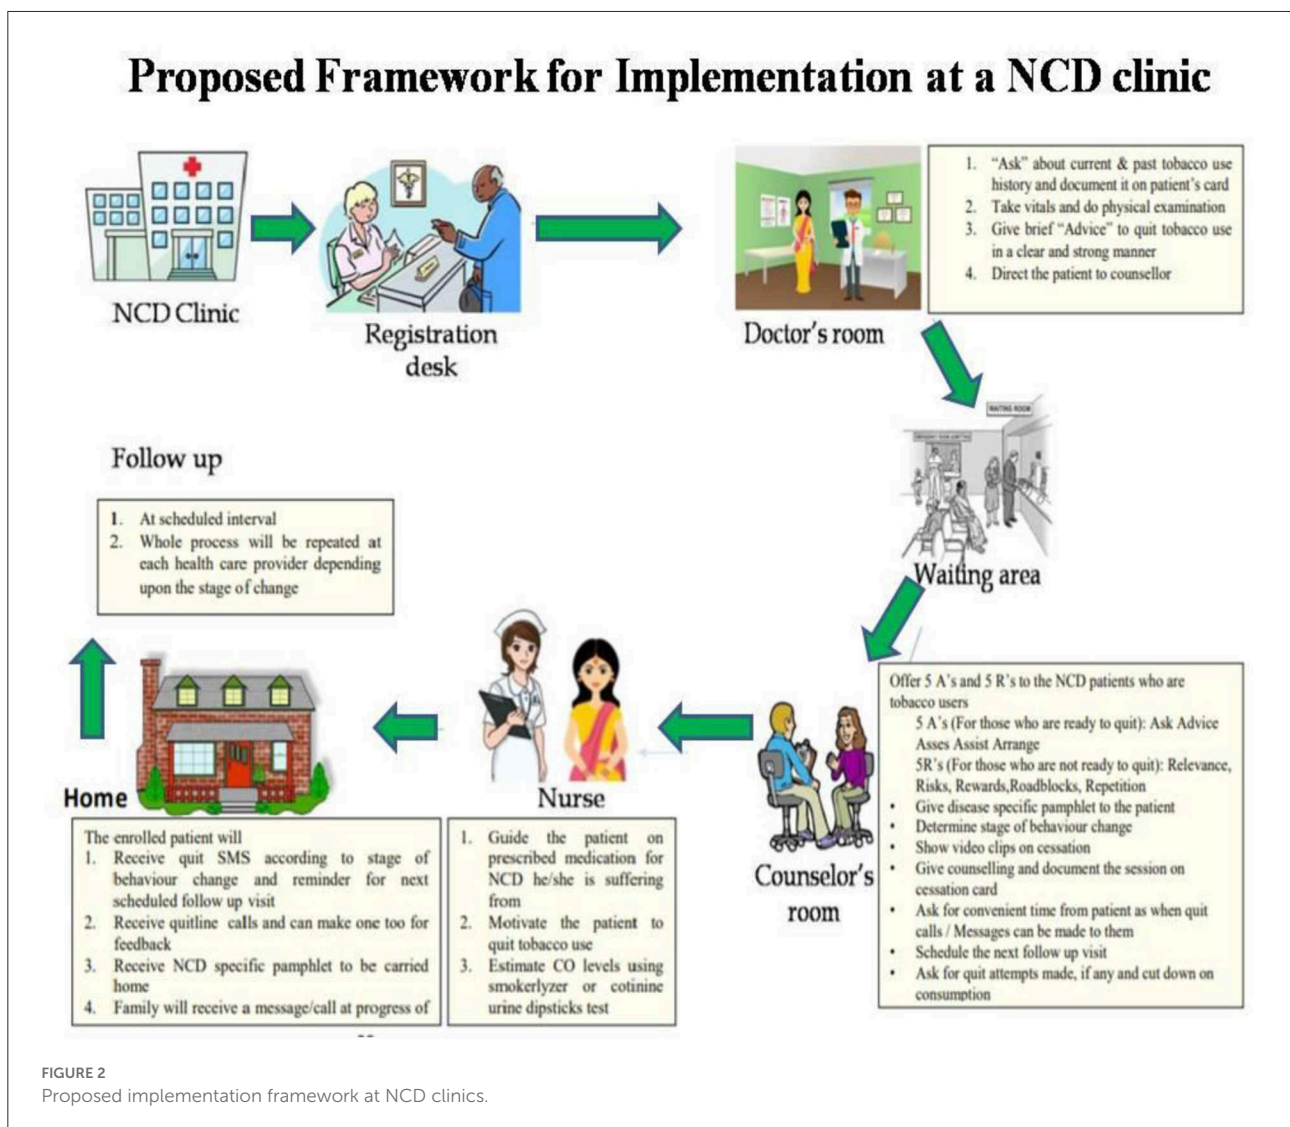 Proposed Framework for Implementation at a NCD clinic
NCD Clinic
Registration
desk
Doctor's room
1. "Ask" about current & past tobacco use
history and document it on patient's card
2. Take vitals and do physical examination
3. Give brief "Advice" to quit tobacco use
in a clear and strong manner
4. Direct the patient to counsellor
WAITING ROOM
Waiting area
Offer 5 A's and 5 R's to the NCD patients who are
tobacco users
5 A's (For those who are ready to quit): Ask Advice
Asses Assist Arrange
5R's (For those who are not ready to quit): Relevance,
Risks, Rewards,Roadblocks, Repetition
• Give disease specific pamphlet to the patient
• Determine stage of behaviour change
• Show video clips on cessation
• Give counselling and document the session on
cessation card
• Ask for convenient time from patient as when quit
calls / Messages can be made to them
• Schedule the next follow up visit
• Ask for quit attempts made, if any and cut down on
consumption
Counselor's
room
Nurse
1. Guide the patient on
prescribed medication for
NCD he/she is suffering
from
2. Motivate the patient to
quit tobacco use
3. Estimate CO levels using
smokerlyzer or cotinine
urine dipsticks test
Home
The enrolled patient will
1. Receive quit SMS according to stage of
behaviour change and reminder for next
scheduled follow up visit
2. Receive quitline calls and can make one too for
feedback
3. Receive NCD specific pamphlet to be carried
home
4. Family will receive a message/call at progress of
Follow up
1. At scheduled interval
2. Whole process will be repeated at
each health care provider depending
upon the stage of change
FIGURE 2
Proposed implementation framework at NCD clinics.